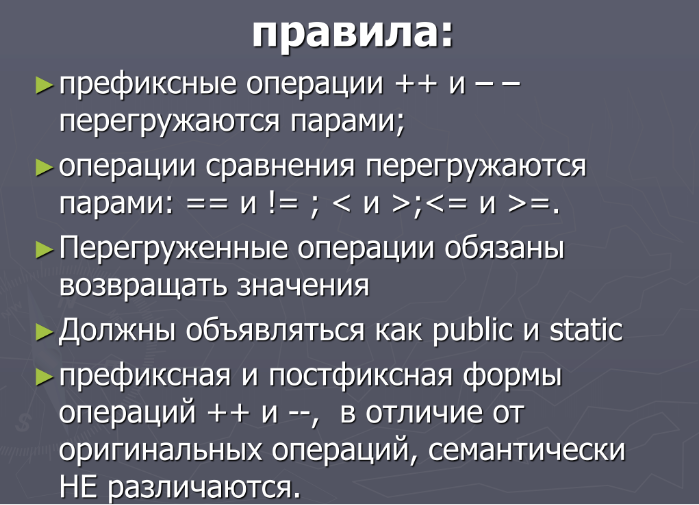 правила:
► префиксные операции ++ и – –
перегружаются парами;
► операции сравнения перегружаются
парами: == и != ; < и >;<= и >=.
► Перегруженные операции обязаны
возвращать значения
► Должны объявляться как public и static
► префиксная и постфиксная формы
операций ++ и --, в отличие от
оригинальных операций, семантически
НЕ различаются.